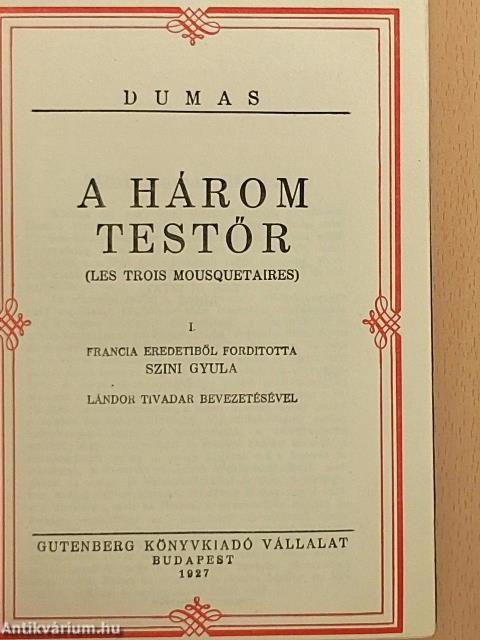 DUMAS
A HÁROM
TESTŐR
(LES TROIS MOUSQUETAIRES)
I.
FRANCIA EREDETIBŐL FORDITOTTA
SZINI GYULA
LÁNDOR TIVADAR BEVEZETÉSÉVEL
GUTENBERG KÖNYVKIADÓ VÁLLALAT
BUDAPEST
1927
Antikvárium.hu